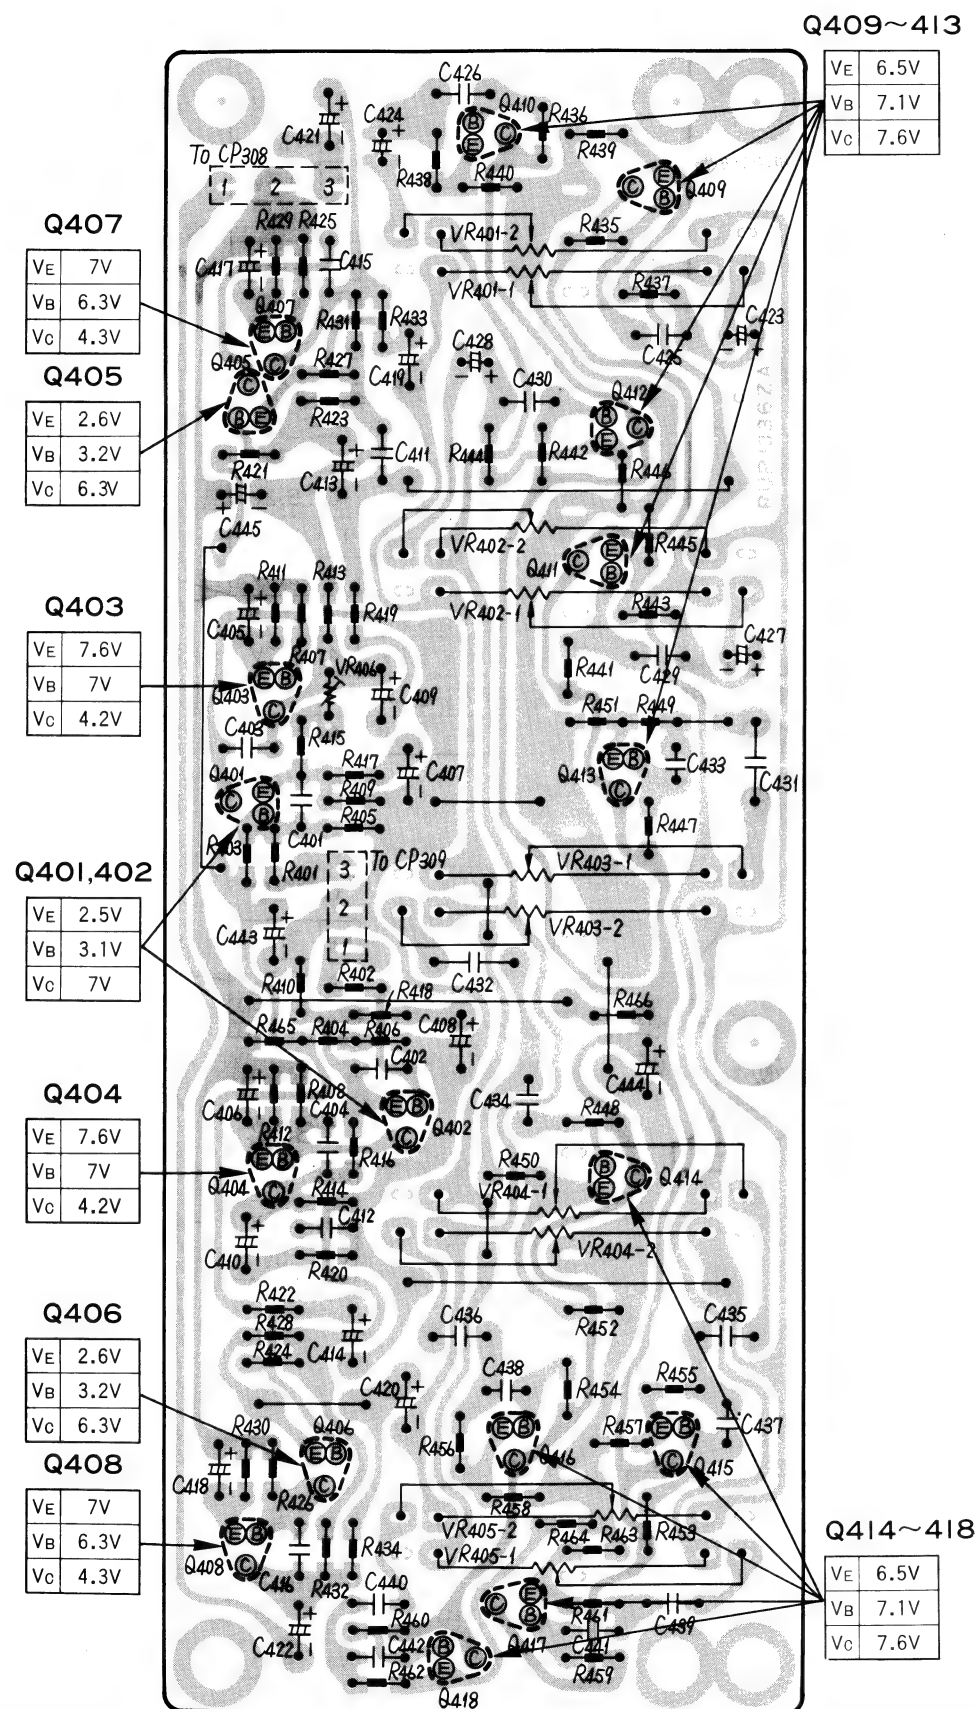 Q409～413
VE 6.5V
VB 7.1V
VC 7.6V
C426
Q410
B
C
E
R436
C424
C421
To CP308
1 2 3
R438
R440
R439
C
E
B
Q409
Q407
VE 7V
VB 6.3V
VC 4.3V
R429 R425
VR401-2
R435
C417
C415
VR401-1
R437
Q407
E B
C
R431
R433
C423
C425
Q405
R427
C419
C428
Q405
VE 2.6V
VB 3.2V
VC 6.3V
C
B E
R423
C430
Q412
B
C
E
R421
C413
C411
R444
R442
R446
C445
VR402-2
R445
Q411
C
E
B
R411 R413
VR402-1
R443
Q403
VE 7.6V
VB 7V
VC 4.2V
C405
R419
R407
VR406
C427
C429
R441
Q403
E B
C
C409
R451 R449
C403
R415
Q413
E B
C
C433
C431
Q401
C
E
B
R417
R409
R405
C407
C401
R403
R401
R447
3
2
1
To CP309
VR403-1
VR403-2
Q401,402
VE 2.5V
VB 3.1V
VC 7V
C443
C432
R402
R410
R418
R466
R465 R404 R406
C408
C402
C444
Q404
VE 7.6V
VB 7V
VC 4.2V
C406
R408
C404
E B
C
Q402
C434
R448
R412
E B
C
Q404
R416
R414
R450
VR404-1
B
C
E
Q414
C412
VR404-2
C410
R420
Q406
VE 2.6V
VB 3.2V
VC 6.3V
R422
R428
R424
C414
C436
R452
C435
C438
C420
R454
R455
R430
Q406
E B
C
R456
E B
C
Q416
R457
E B
C
Q415
C437
Q408
VE 7V
VB 6.3V
VC 4.3V
C418
R426
R458
VR405-2
R464 R463 R453
VR405-1
E B
C
Q408
C416
R432
R434
Q414～418
VE 6.5V
VB 7.1V
VC 7.6V
C440
R460
C
E
B
Q417
R461
C439
C422
C442
C441
R462
B
C
E
Q418
R459